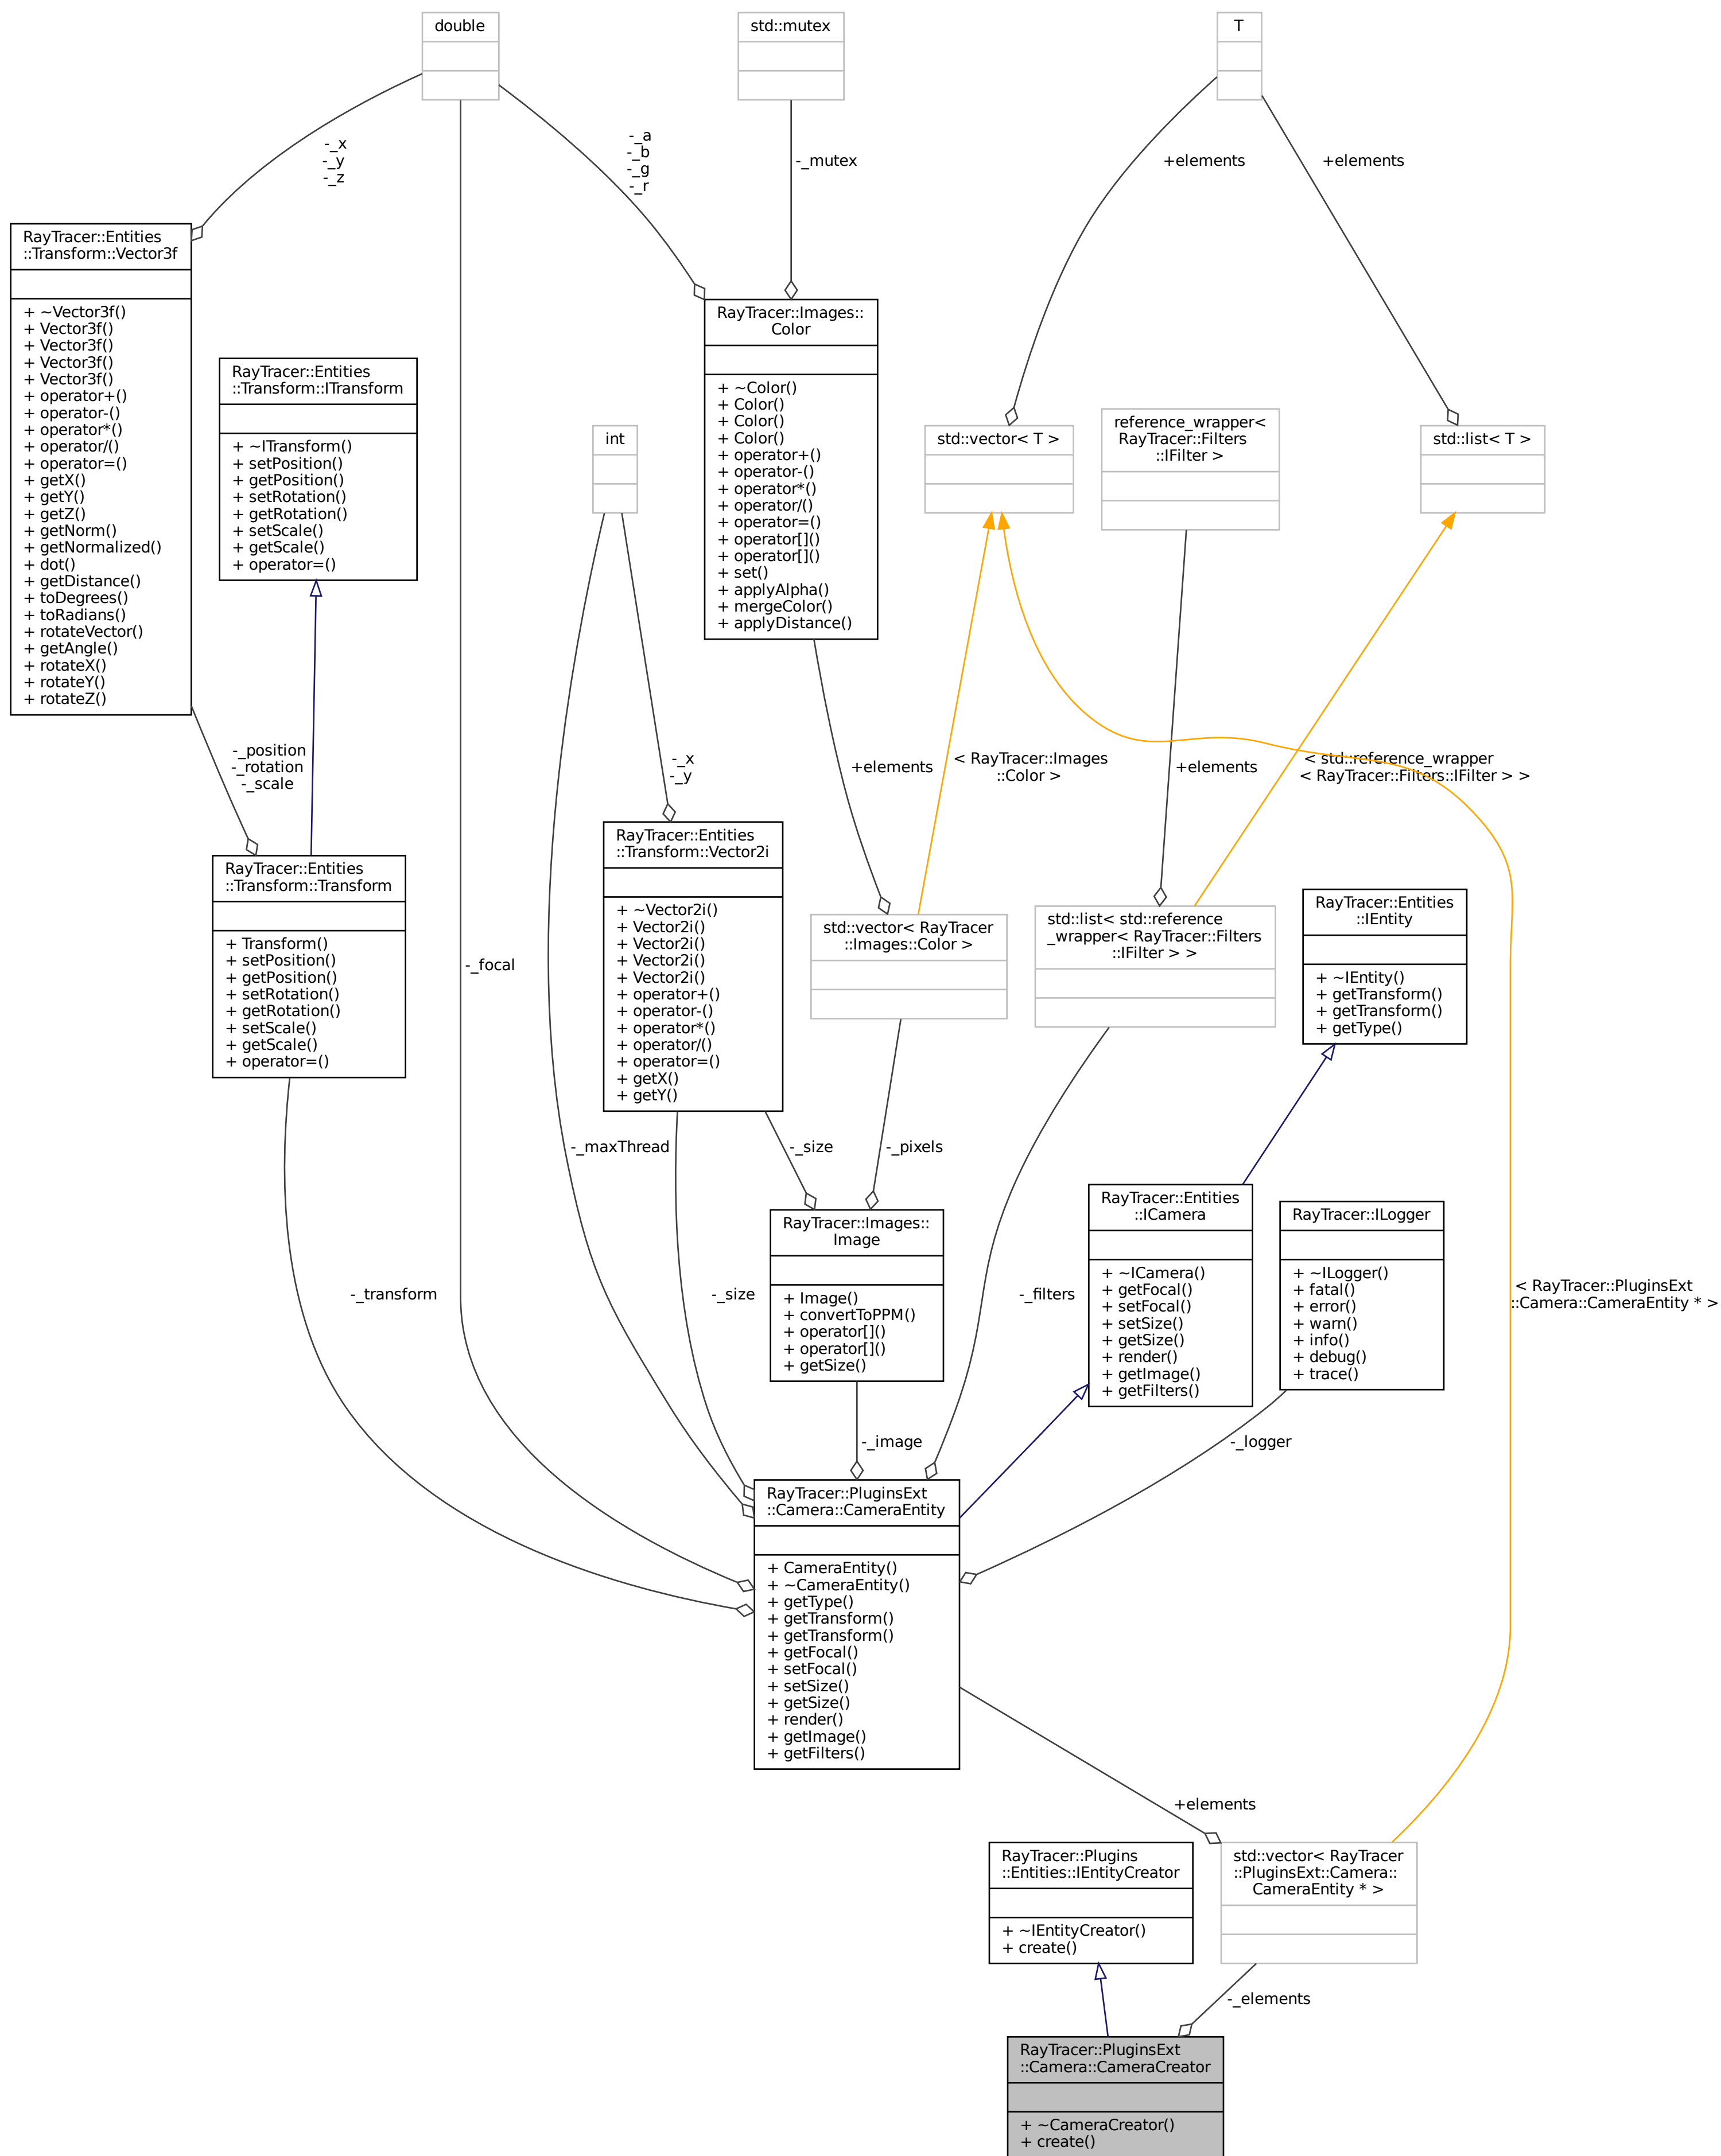 double
std::mutex
T
-_x
-_y
-_z
-_a
-_b
-_g
-_r
-_mutex
+elements
+elements
RayTracer::Entities
::Transform::Vector3f
+ ~Vector3f()
+ Vector3f()
+ Vector3f()
+ Vector3f()
+ Vector3f()
+ operator+()
+ operator-()
+ operator*()
+ operator/()
+ operator=()
+ getX()
+ getY()
+ getZ()
+ getNorm()
+ getNormalized()
+ dot()
+ getDistance()
+ toDegrees()
+ toRadians()
+ rotateVector()
+ getAngle()
+ rotateX()
+ rotateY()
+ rotateZ()
RayTracer::Entities
::Transform::ITransform
+ ~ITransform()
+ setPosition()
+ getPosition()
+ setRotation()
+ getRotation()
+ setScale()
+ getScale()
+ operator=()
int
RayTracer::Images::
Color
+ ~Color()
+ Color()
+ Color()
+ Color()
+ operator+()
+ operator-()
+ operator*()
+ operator/()
+ operator=()
+ operator[]()
+ operator[]()
+ set()
+ applyAlpha()
+ mergeColor()
+ applyDistance()
std::vector< T >
reference_wrapper<
RayTracer::Filters
::IFilter >
std::list< T >
-_position
-_rotation
-_scale
-_x
-_y
+elements
< RayTracer::Images
::Color >
+elements
< std::reference_wrapper
< RayTracer::Filters::IFilter > >
RayTracer::Entities
::Transform::Transform
+ Transform()
+ setPosition()
+ getPosition()
+ setRotation()
+ getRotation()
+ setScale()
+ getScale()
+ operator=()
-_focal
RayTracer::Entities
::Transform::Vector2i
+ ~Vector2i()
+ Vector2i()
+ Vector2i()
+ Vector2i()
+ Vector2i()
+ operator+()
+ operator-()
+ operator*()
+ operator/()
+ operator=()
+ getX()
+ getY()
std::vector< RayTracer
::Images::Color >
std::list< std::reference
_wrapper< RayTracer::Filters
::IFilter > >
RayTracer::Entities
::IEntity
+ ~IEntity()
+ getTransform()
+ getTransform()
+ getType()
-_maxThread
-_size
-_pixels
RayTracer::Images::
Image
+ Image()
+ convertToPPM()
+ operator[]()
+ operator[]()
+ getSize()
RayTracer::Entities
::ICamera
+ ~ICamera()
+ getFocal()
+ setFocal()
+ setSize()
+ getSize()
+ render()
+ getImage()
+ getFilters()
RayTracer::ILogger
+ ~ILogger()
+ fatal()
+ error()
+ warn()
+ info()
+ debug()
+ trace()
-_transform
-_size
-_filters
< RayTracer::PluginsExt
::Camera::CameraEntity * >
-_image
-_logger
RayTracer::PluginsExt
::Camera::CameraEntity
+ CameraEntity()
+ ~CameraEntity()
+ getType()
+ getTransform()
+ getTransform()
+ getFocal()
+ setFocal()
+ setSize()
+ getSize()
+ render()
+ getImage()
+ getFilters()
+elements
RayTracer::Plugins
::Entities::IEntityCreator
+ ~IEntityCreator()
+ create()
std::vector< RayTracer
::PluginsExt::Camera::
CameraEntity * >
-_elements
RayTracer::PluginsExt
::Camera::CameraCreator
+ ~CameraCreator()
+ create()